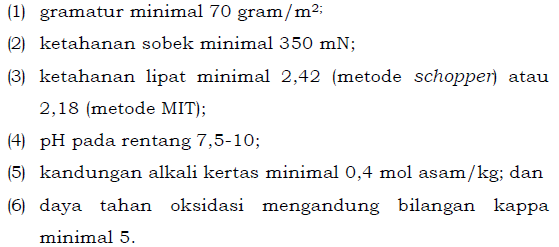 (1) gramatur minimal 70 gram/m²;
(2) ketahanan sobek minimal 350 mN;
(3) ketahanan lipat minimal 2,42 (metode schopper) atau
2,18 (metode MIT);
(4) pH pada rentang 7,5-10;
(5) kandungan alkali kertas minimal 0,4 mol asam/kg; dan
(6) daya tahan oksidasi mengandung bilangan kappa
minimal 5.